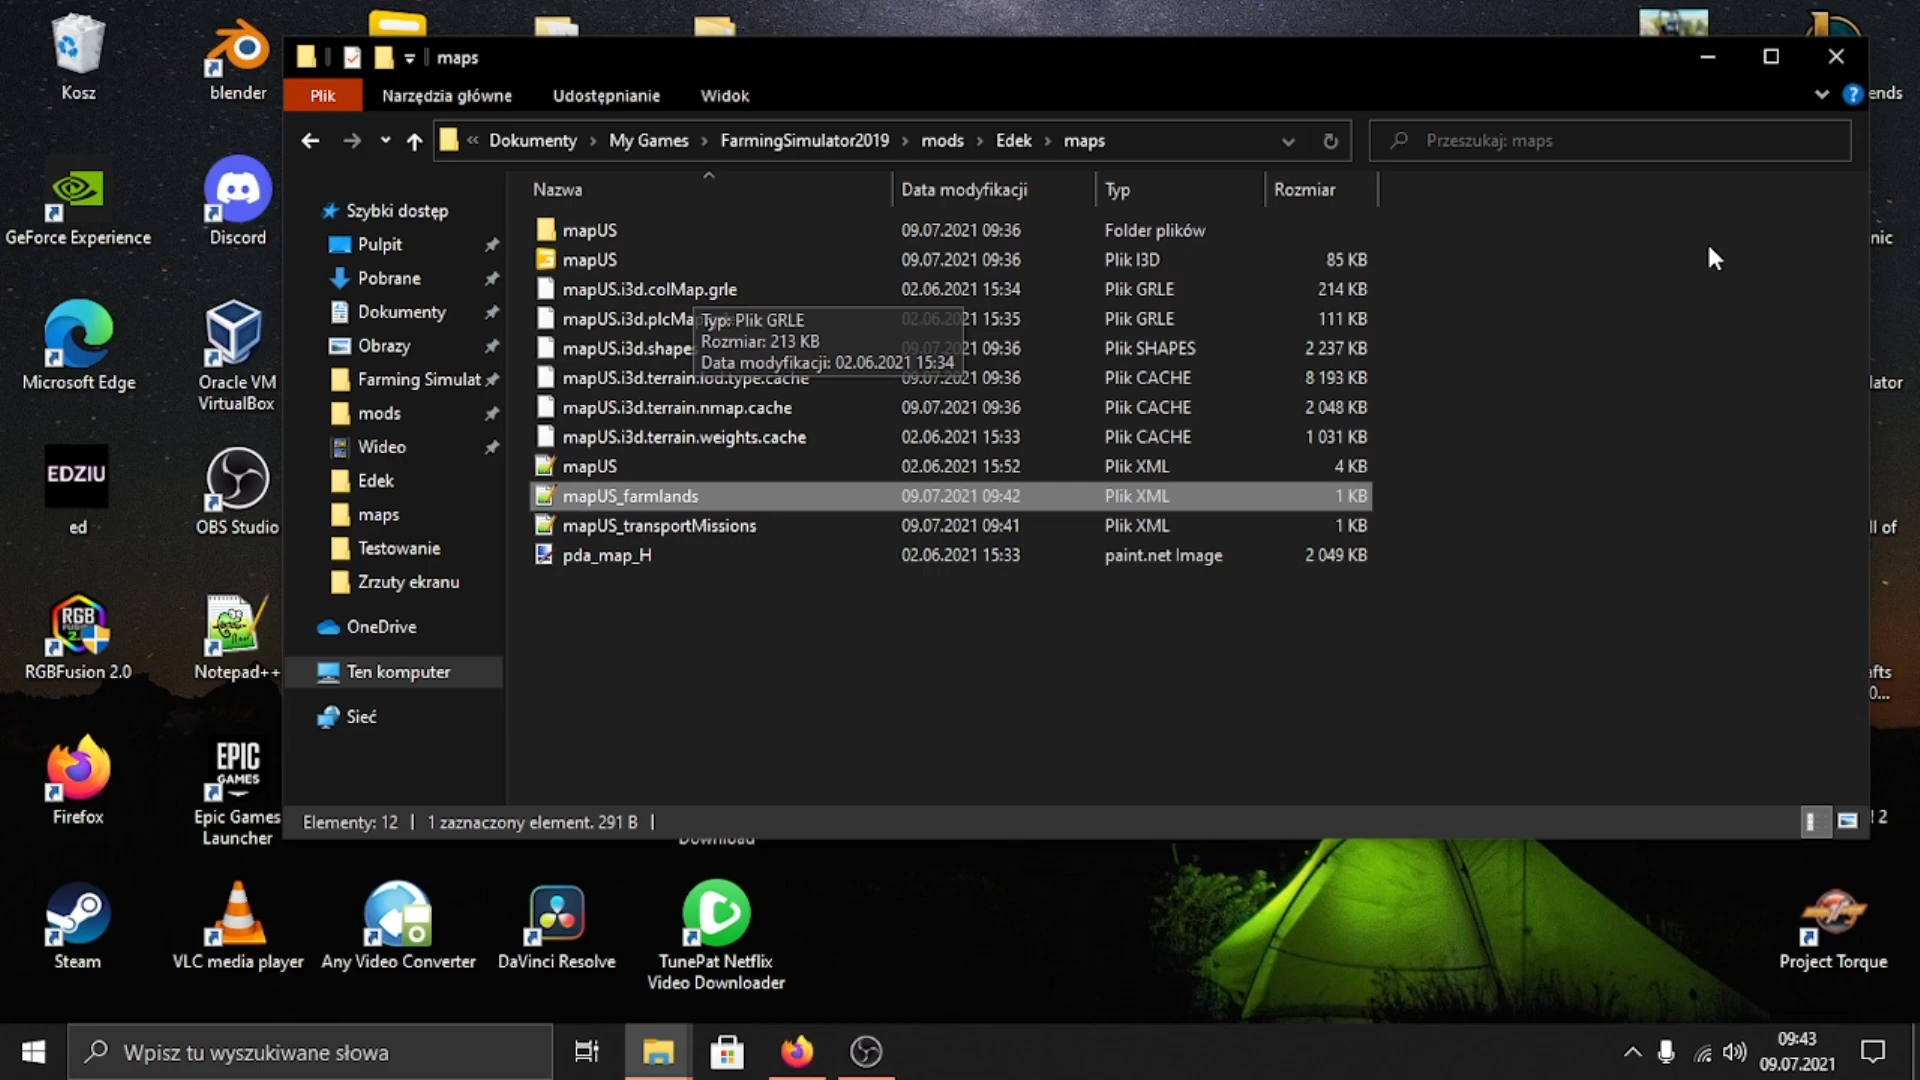 maps
Plik
Narzędzia główne
Udostępnianie
Widok
?
« Dokumenty > My Games > FarmingSimulator2019 > mods > Edek > maps
Przeszukaj: maps
Szybki dostęp
Pulpit
Pobrane
Dokumenty
Obrazy
Farming Simulat
mods
Wideo
Edek
maps
Testowanie
Zrzuty ekranu
OneDrive
Ten komputer
Sieć
Nazwa Data modyfikacji Typ Rozmiar
mapUS 09.07.2021 09:36 Folder plików
mapUS 09.07.2021 09:36 Plik I3D 85 KB
mapUS.i3d.colMap.grle 02.06.2021 15:34 Plik GRLE 214 KB
mapUS.i3d.plcMa 02.06.2021 15:35 Plik GRLE 111 KB
mapUS.i3d.shapes 09.07.2021 09:36 Plik SHAPES 2 237 KB
mapUS.i3d.terrain.lod.type.cache 09.07.2021 09:36 Plik CACHE 8 193 KB
mapUS.i3d.terrain.nmap.cache 09.07.2021 09:36 Plik CACHE 2 048 KB
mapUS.i3d.terrain.weights.cache 02.06.2021 15:33 Plik CACHE 1 031 KB
mapUS 02.06.2021 15:52 Plik XML 4 KB
mapUS_farmlands 09.07.2021 09:42 Plik XML 1 KB
mapUS_transportMissions 09.07.2021 09:41 Plik XML 1 KB
pda_map_H 02.06.2021 15:33 paint.net Image 2 049 KB
Typ: Plik GRLE
Rozmiar: 213 KB
Data modyfikacji: 02.06.2021 15:34
Elementy: 12 | 1 zaznaczony element. 291 B |
Kosz
blender
GeForce Experience
Discord
Microsoft Edge
Oracle VM
VirtualBox
EDZIU
ed
OBS Studio
RGB
FUSION
RGBFusion 2.0
Notepad++
Firefox
EPIC
GAMES
Epic Games
Launcher
Steam
VLC media player
Any Video Converter
DaVinci Resolve
Download
TunePat Netflix
Video Downloader
ends
nic
lator
ll of
afts
0...
! 2
Project Torque
Wpisz tu wyszukiwane słowa
09:43
09.07.2021